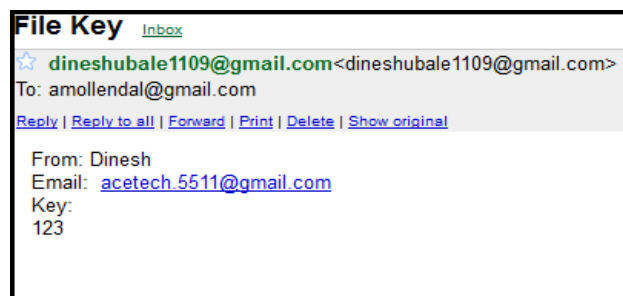 File Key Inbox
dineshubale1109@gmail.com<dineshubale1109@gmail.com>
To: amollendal@gmail.com
Reply | Reply to all | Forward | Print | Delete | Show original
From: Dinesh
Email: acetech.5511@gmail.com
Key:
123